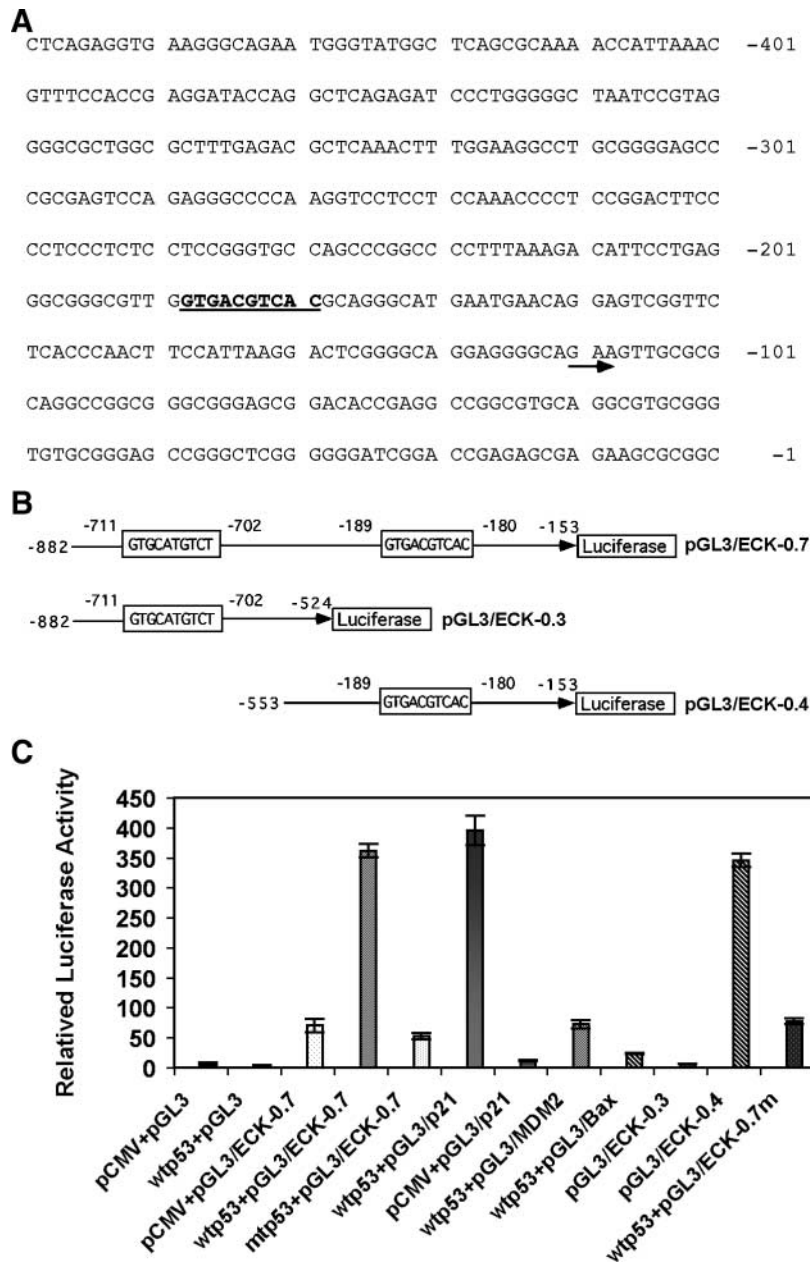 A
CTCAGAGGTG AAGGGCAGAA TGGGTATGGC TCAGCGCAAA ACCATTAAAC -401
GTTTCCACCG AGGATACCAG GCTCAGAGAT CCCTGGGGGC TAATCCGTAG
GGGCGCTGGC GCTTTGAGAC GCTCAAACTT TGGAAGGCCT GCGGGGAGCC -301
CGCGAGTCCA GAGGGCCCCA AGGTCCTCCT CCAAACCCCT CCGGACTTCC
CCTCCCTCTCC CTCCGGGTGCC CAGCCCGGCCC CCTTTAAAGA CATTCCTGAG -201
GGCGGGCGTT GGTGACGTCA CGCAGGGCAT GAATGAACAG GAGTCGGTTC
TCACCCAACTT TCCATTAAGG ACTCGGGGCA GGAGGGGCAG AAGTTGCGCG -101
CAGGCCGGCG GGCGGGAGCG GACACCGAGG CCGGCGTGCA GGCGTGCGGG
TGTGCGGGAG CCGGGCTCGG GGGGATCGGA CCGAGAGCGA GAAGCGCGGC -1
B
-711 -702 -189 -180 -153
-882 GTGCATGTCT GTGACGTCAC Luciferase pGL3/ECK-0.7
-711 -702 -524
-882 GTGCATGTCT Luciferase pGL3/ECK-0.3
-189 -180 -153
-553 GTGACGTCAC Luciferase pGL3/ECK-0.4
C
Relatived Luciferase Activity
450
400
350
300
250
200
150
100
50
0
pCMV+pGL3
wtp53+pGL3
pCMV+pGL3/ECK-0.7
wtp53+pGL3/ECK-0.7
mtp53+pGL3/ECK-0.7
wtp53+pGL3/p21
pCMV+pGL3/p21
wtp53+pGL3/MDM2
wtp53+pGL3/Bax
pGL3/ECK-0.3
pGL3/ECK-0.4
wtp53+pGL3/ECK-0.7m